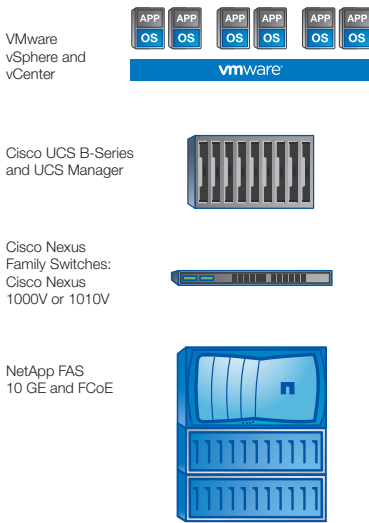 APP APP APP APP APP APP
OS OS OS OS OS OS
VMware
vSphere and
vCenter
vmware
Cisco UCS B-Series
and UCS Manager
Cisco Nexus
Family Switches:
Cisco Nexus
1000V or 1010V
NetApp FAS
10 GE and FCoE